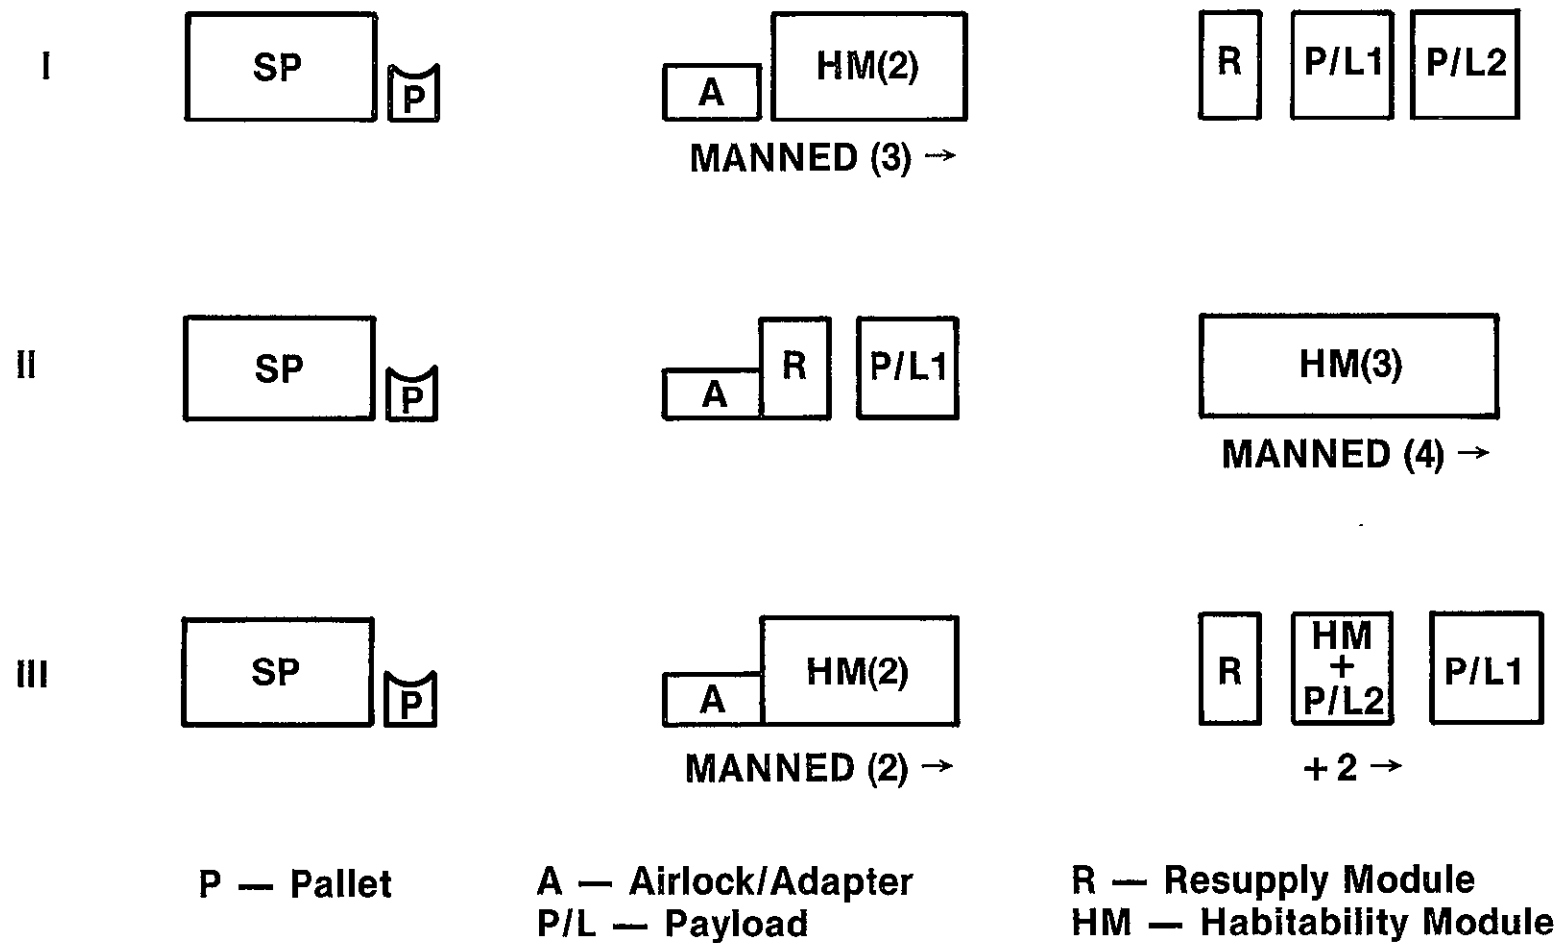 I
SP
P
A
HM(2)
R
P/L1
P/L2
MANNED (3) →
II
SP
P
A
R
P/L1
HM(3)
MANNED (4) →
III
SP
P
A
HM(2)
R
HM
+
P/L2
P/L1
MANNED (2) →
+ 2 →
P — Pallet
A — Airlock/Adapter
P/L — Payload
R — Resupply Module
HM — Habitability Module